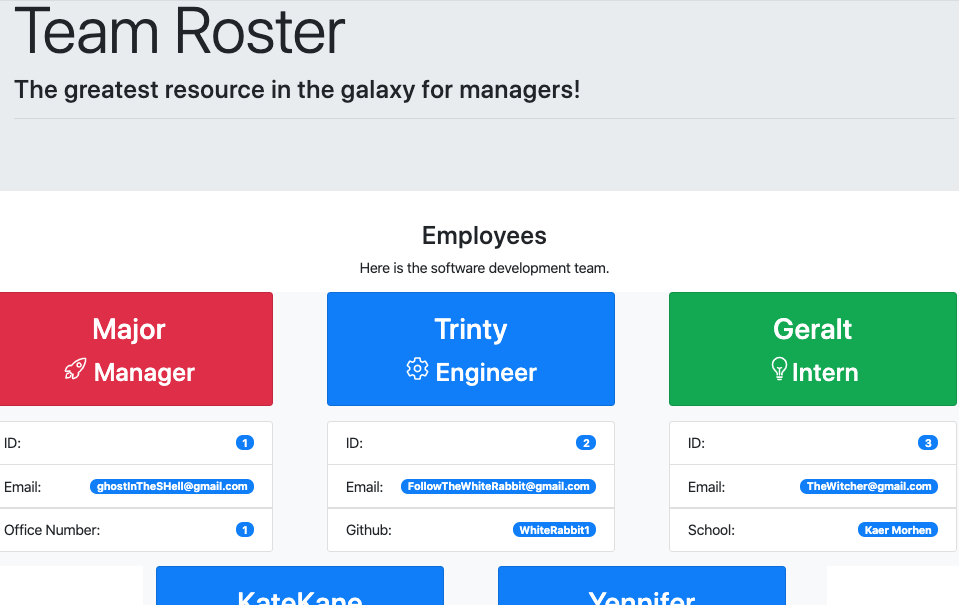 Team Roster
The greatest resource in the galaxy for managers!
Employees
Here is the software development team.
Major
Manager
ID: 1
Email: ghostInTheSHell@gmail.com
Office Number: 1
Trinty
Engineer
ID: 2
Email: FollowTheWhiteRabbit@gmail.com
Github: WhiteRabbit1
Geralt
Intern
ID: 3
Email: TheWitcher@gmail.com
School: Kaer Morhen
KateKane
Yennifer